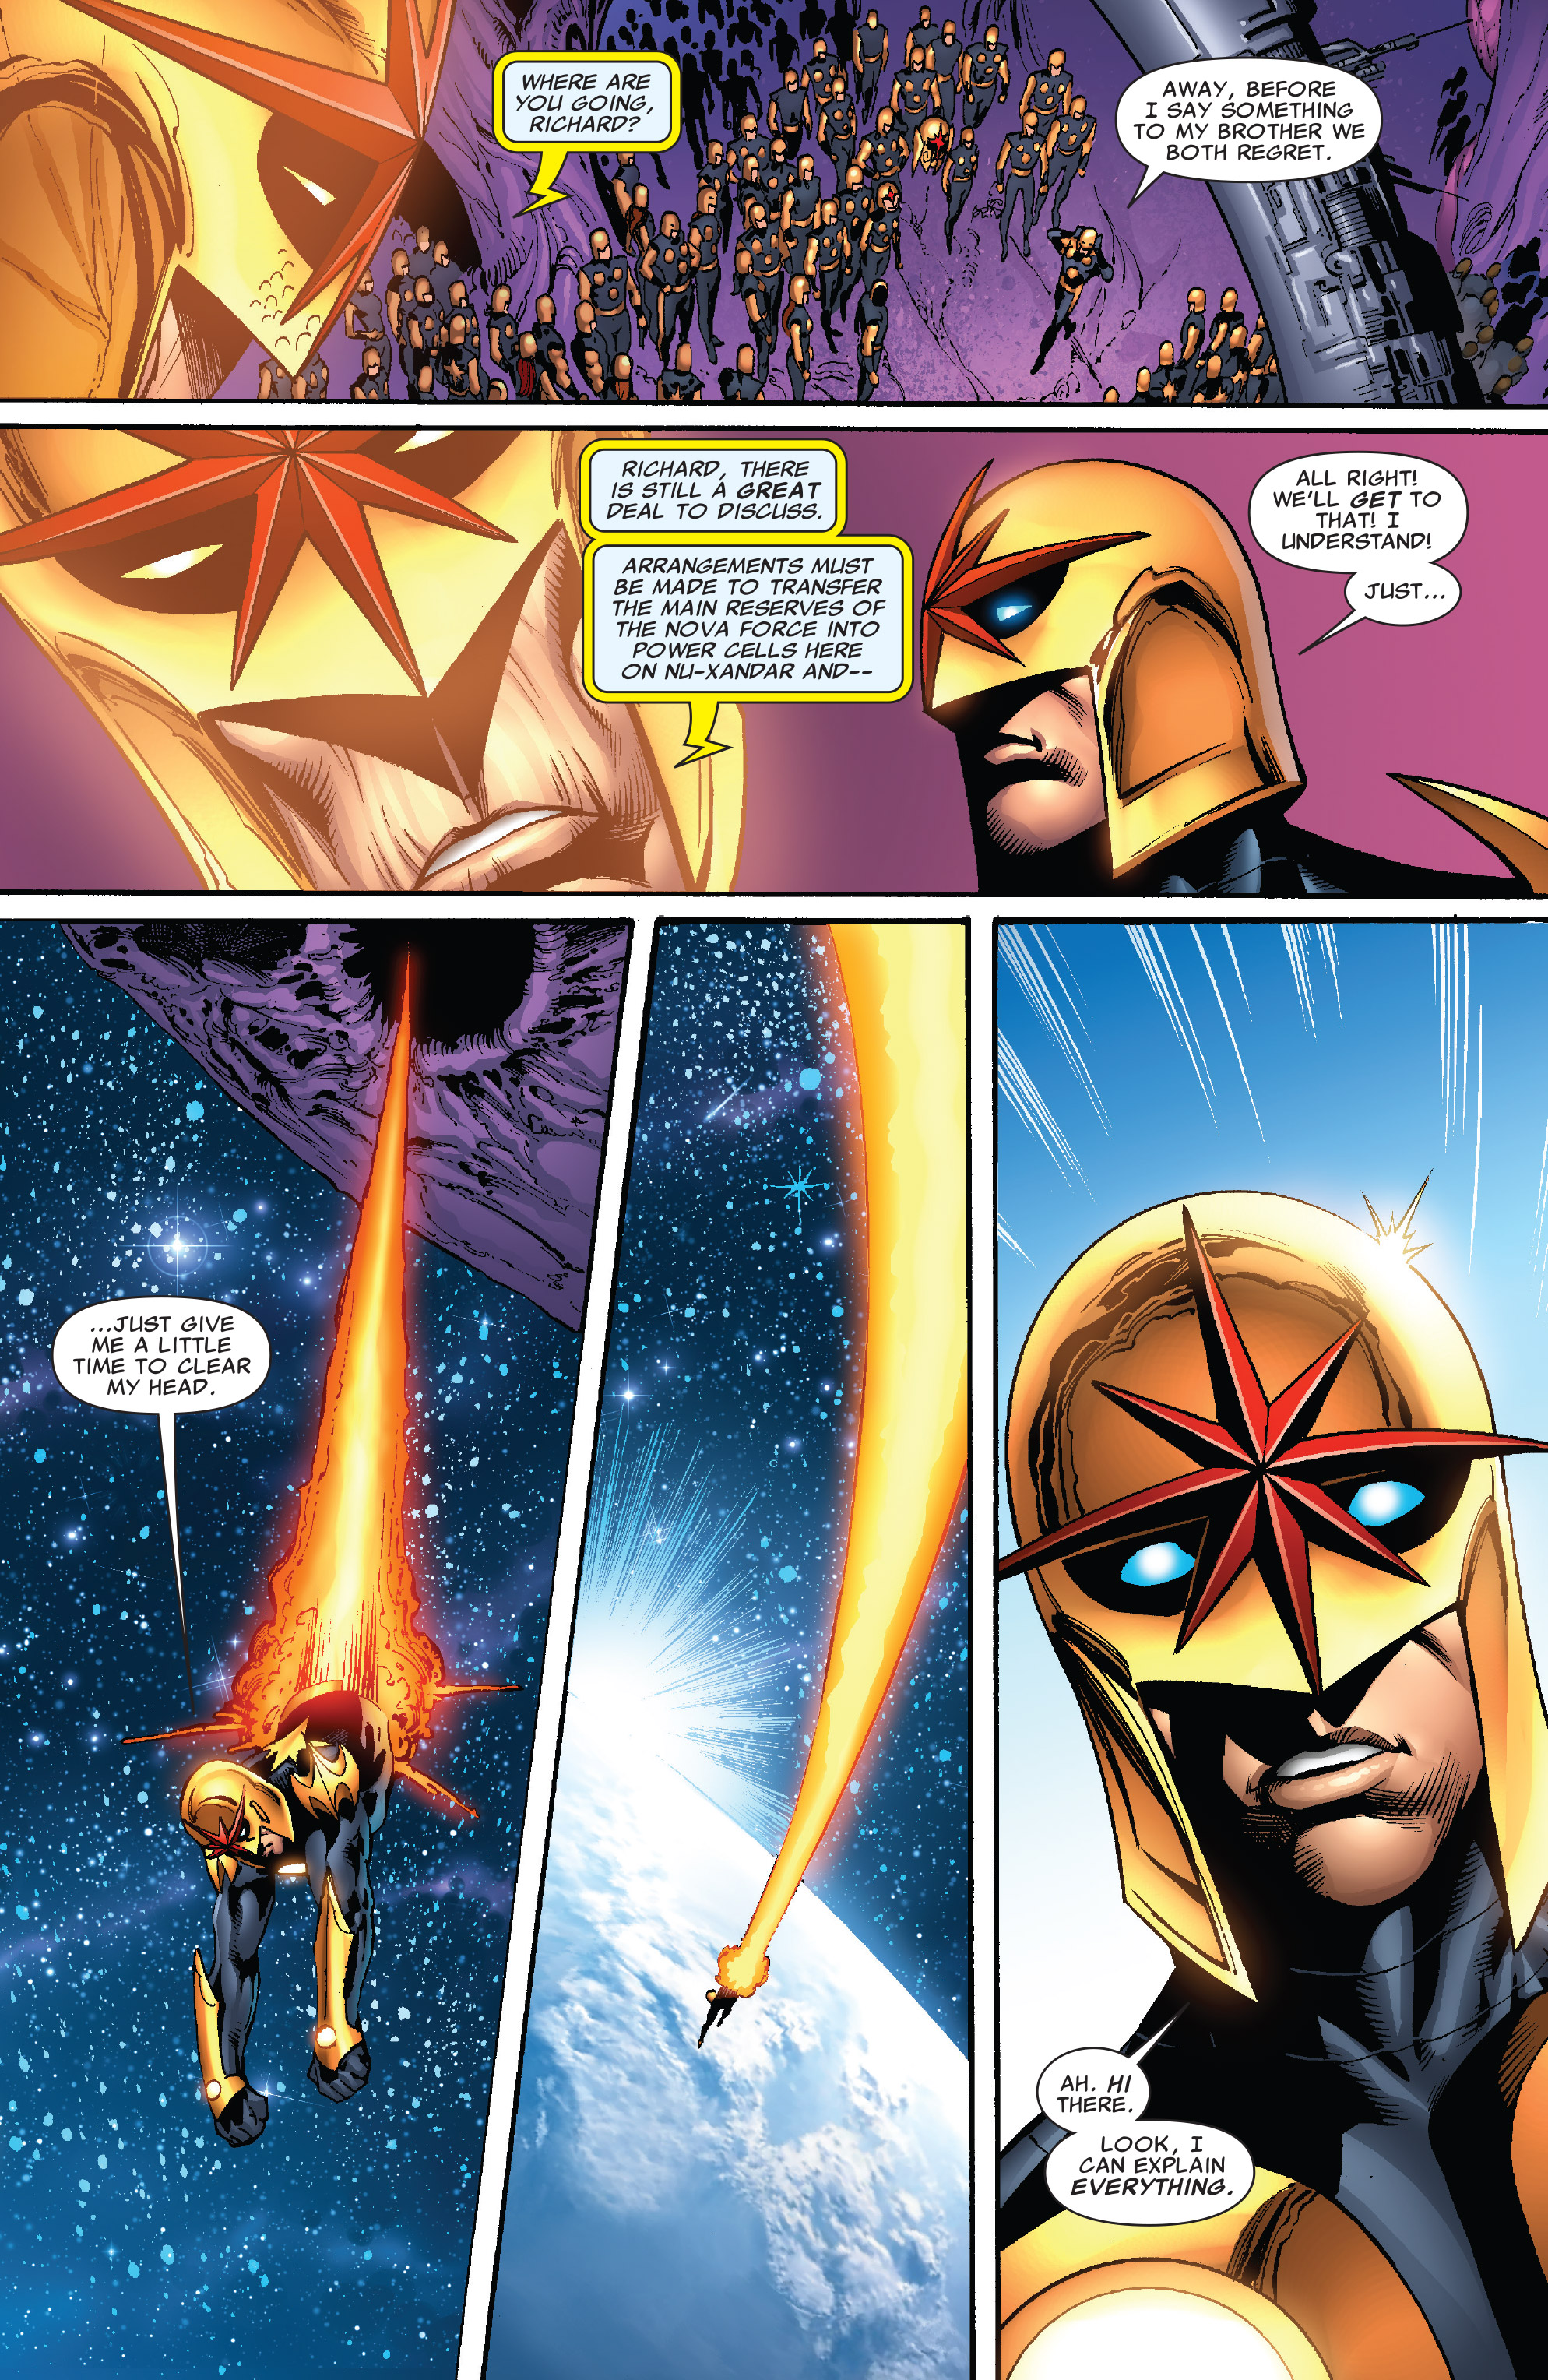 WHERE ARE
YOU GOING,
RICHARD?
AWAY, BEFORE
I SAY SOMETHING
TO MY BROTHER WE
BOTH REGRET.
RICHARD, THERE
IS STILL A GREAT
DEAL TO DISCUSS.
ARRANGEMENTS MUST
BE MADE TO TRANSFER
THE MAIN RESERVES OF
THE NOVA FORCE INTO
POWER CELLS HERE
ON NU-XANDAR AND--
ALL RIGHT!
WE'LL GET TO
THAT! I
UNDERSTAND!
JUST...
...JUST GIVE
ME A LITTLE
TIME TO CLEAR
MY HEAD.
AH. HI
THERE.
LOOK, I
CAN EXPLAIN
EVERYTHING.